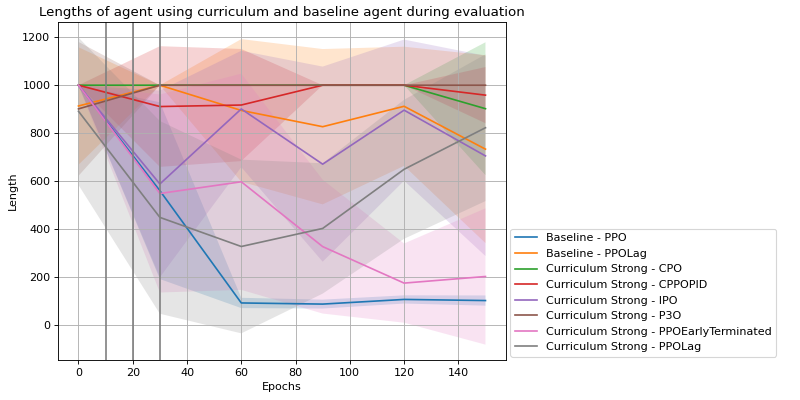 Lengths of agent using curriculum and baseline agent during evaluation
Length
1200
1000
800
600
400
200
0
0 20 40 60 80 100 120 140
Epochs
Baseline - PPO
Baseline - PPOLag
Curriculum Strong - CPO
Curriculum Strong - CPPOPID
Curriculum Strong - IPO
Curriculum Strong - P3O
Curriculum Strong - PPOEarlyTerminated
Curriculum Strong - PPOLag